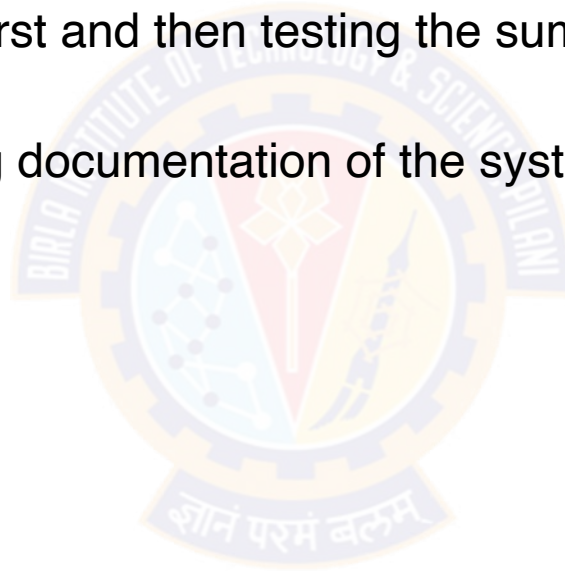 rst and then testing the sum
g documentation of the syst
BIRLA INSTITUTE OF TECHNOLOGY & SCIENCE PILANI
ज्ञानं परमं बलम्